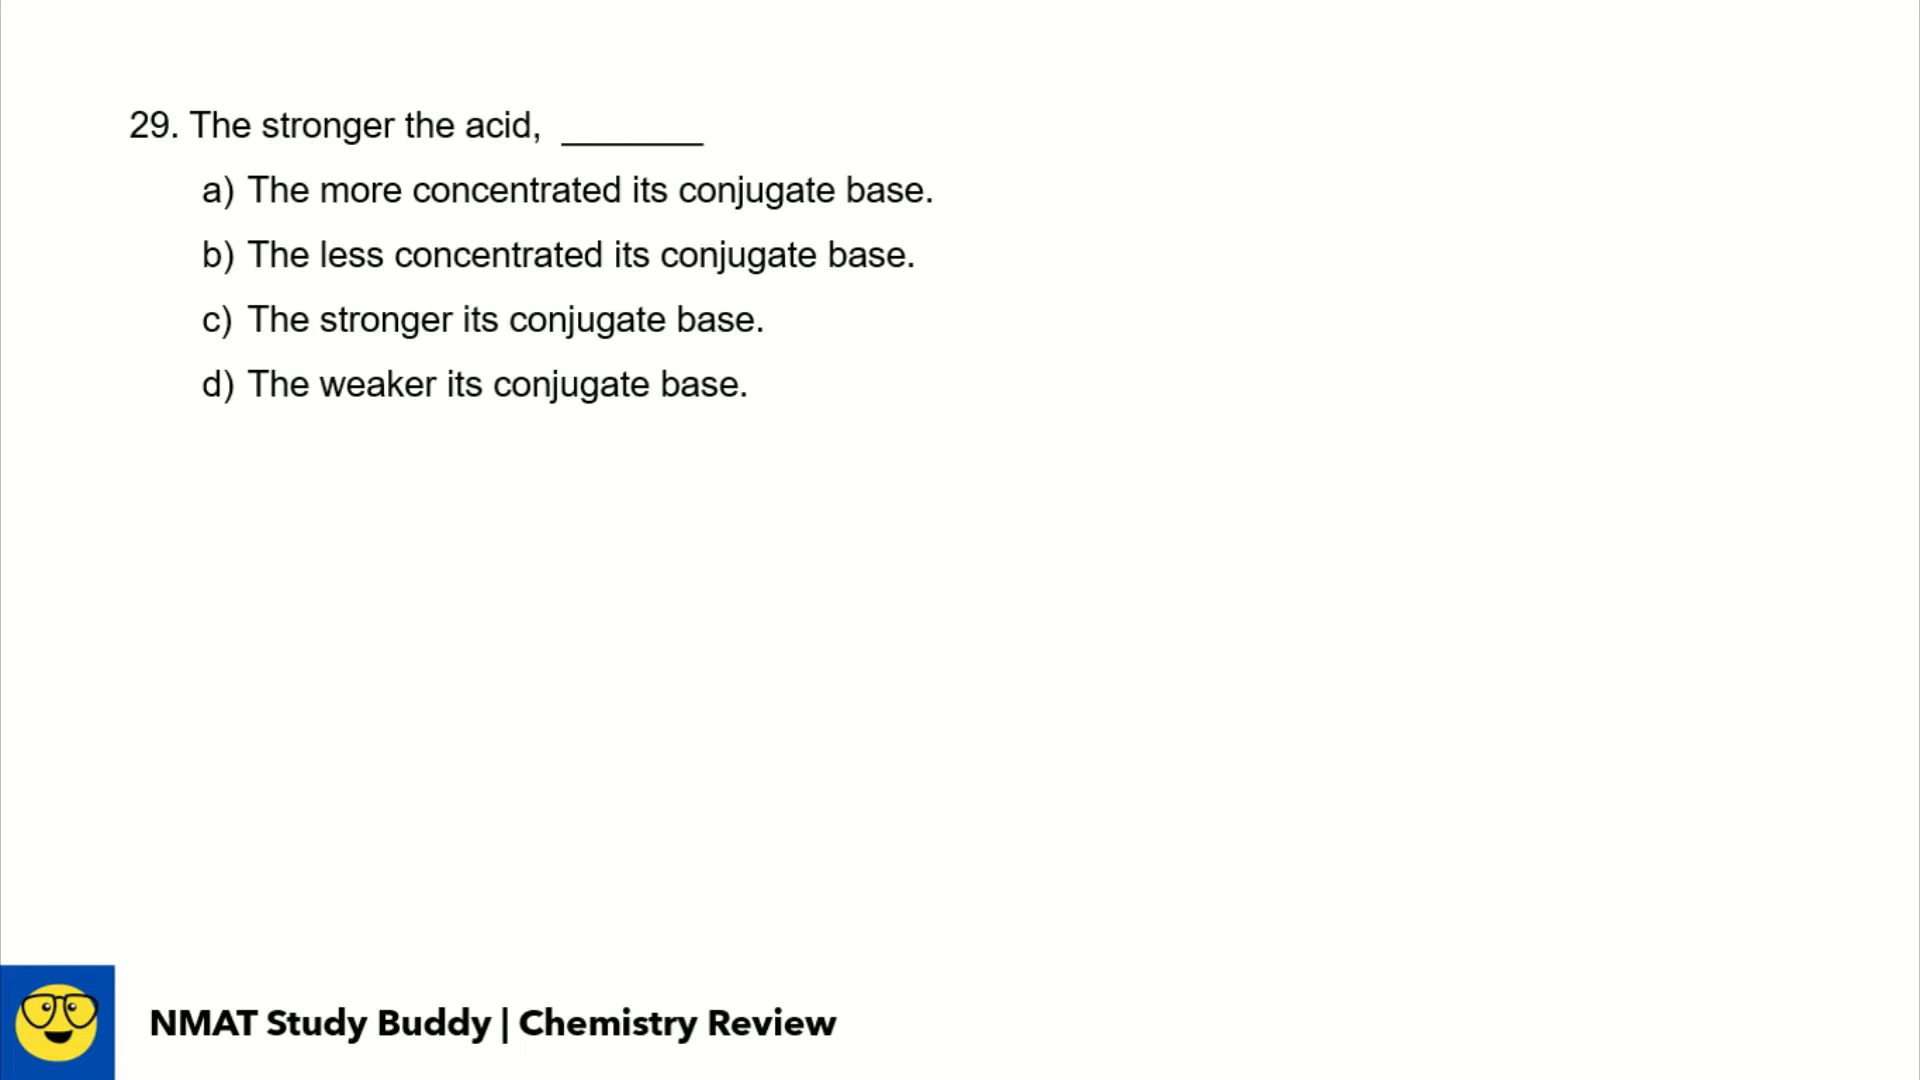 29. The stronger the acid, _______
a) The more concentrated its conjugate base.
b) The less concentrated its conjugate base.
c) The stronger its conjugate base.
d) The weaker its conjugate base.
NMAT Study Buddy | Chemistry Review